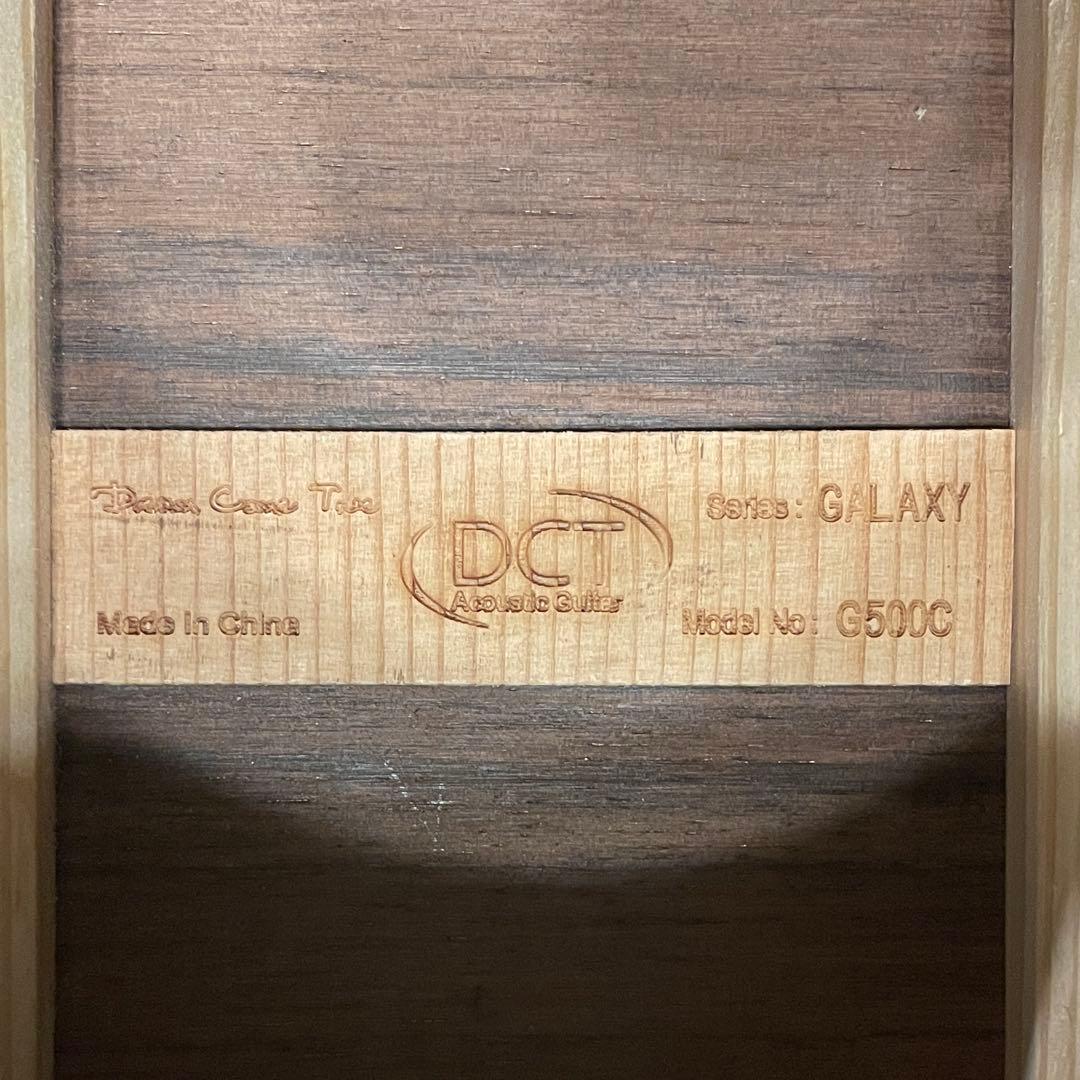 Dream Come True
Made In China
DCT
Acoustic Guitar
Series: GALAXY
Model No: G500C